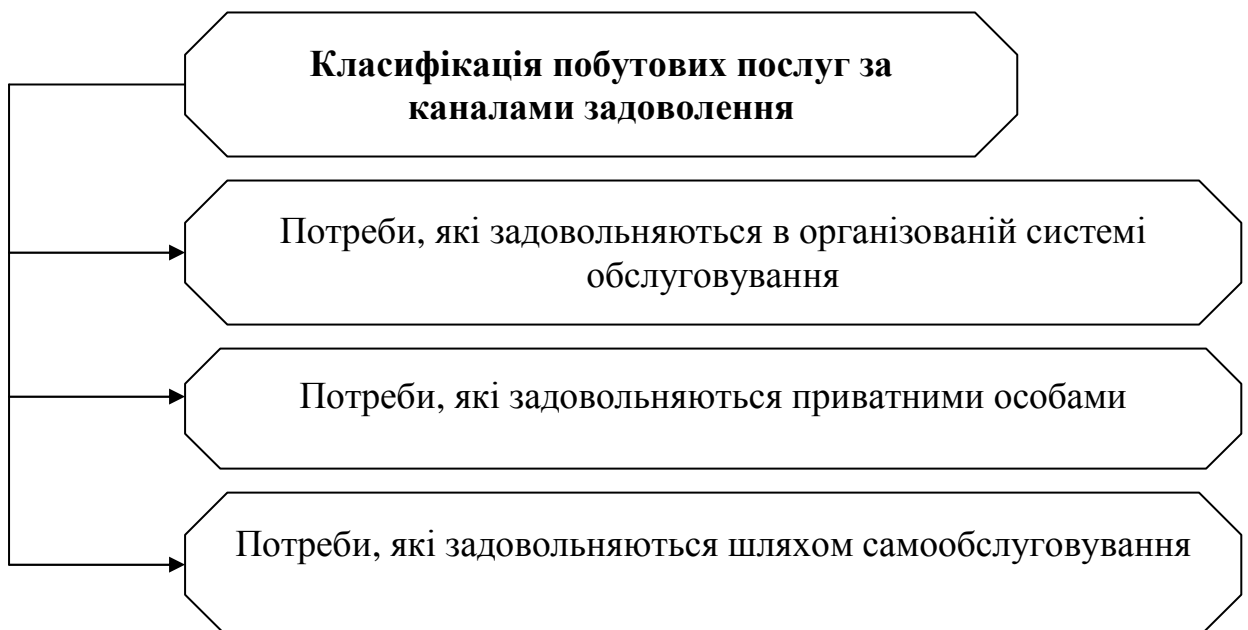 Класифікація побутових послуг за
каналами задоволення
Потреби, які задовольняються в організованій системі
обслуговування
Потреби, які задовольняються приватними особами
Потреби, які задовольняються шляхом самообслуговування